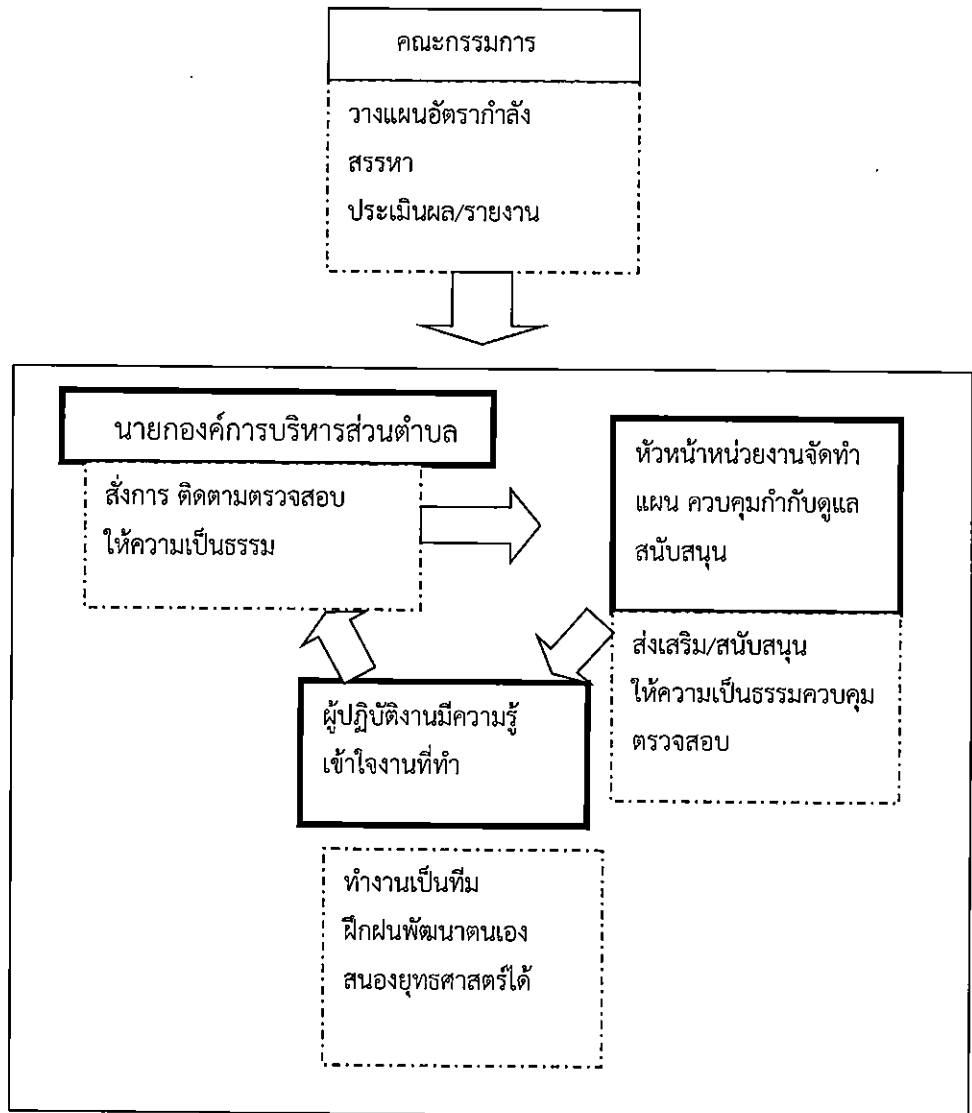 คณะกรรมการ
วางแผนอัตรากำลัง
สรรหา
ประเมินผล/รายงาน
นายกองค์การบริหารส่วนตำบล
สั่งการ ติดตามตรวจสอบ
ให้ความเป็นธรรม
หัวหน้าหน่วยงานจัดทำ
แผน ควบคุมกำกับดูแล
สนับสนุน
ส่งเสริม/สนับสนุน
ให้ความเป็นธรรมควบคุม
ตรวจสอบ
ผู้ปฏิบัติงานมีความรู้
เข้าใจงานที่ทำ
ทำงานเป็นทีม
ฝึกฝนพัฒนาตนเอง
สนองยุทธศาสตร์ได้